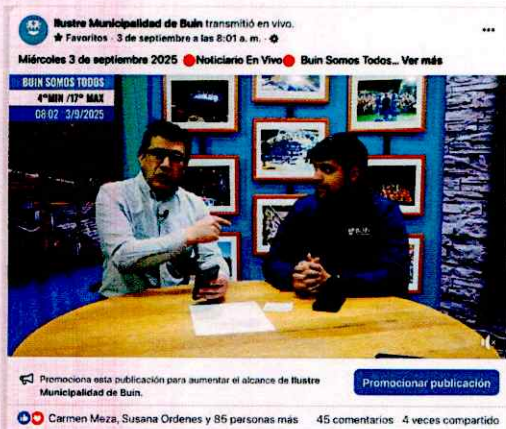 Ilustre Municipalidad de Buin transmitió en vivo.
★ Favoritos · 3 de septiembre a las 8:01 a. m. ·
Miércoles 3 de septiembre 2025 🔴Noticiario En Vivo🔴 Buin Somos Todos... Ver más
BUIN SOMOS TODOS
4°MIN /17° MAX
08:02 3/9/2025
Promociona esta publicación para aumentar el alcance de Ilustre
Municipalidad de Buin.
Promocionar publicación
Carmen Meza, Susana Ordenes y 85 personas más 45 comentarios 4 veces compartido